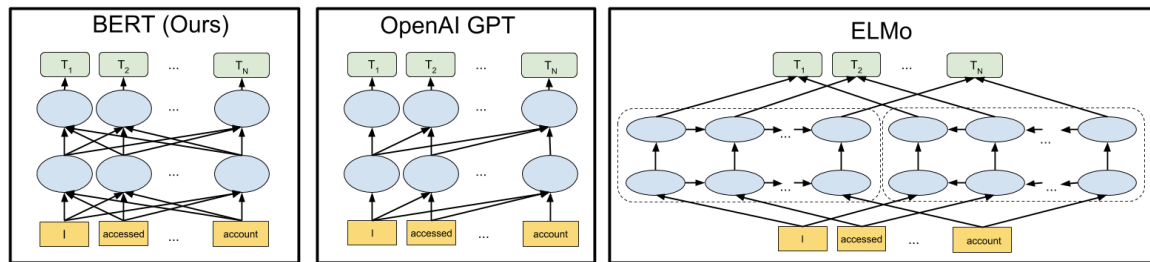 BERT (Ours)
T1 T2 ... TN
...
...
I accessed ... account
OpenAI GPT
T1 T2 ... TN
...
...
I accessed ... account
ELMo
T1 T2 ... TN
... ...
... ...
I accessed ... account